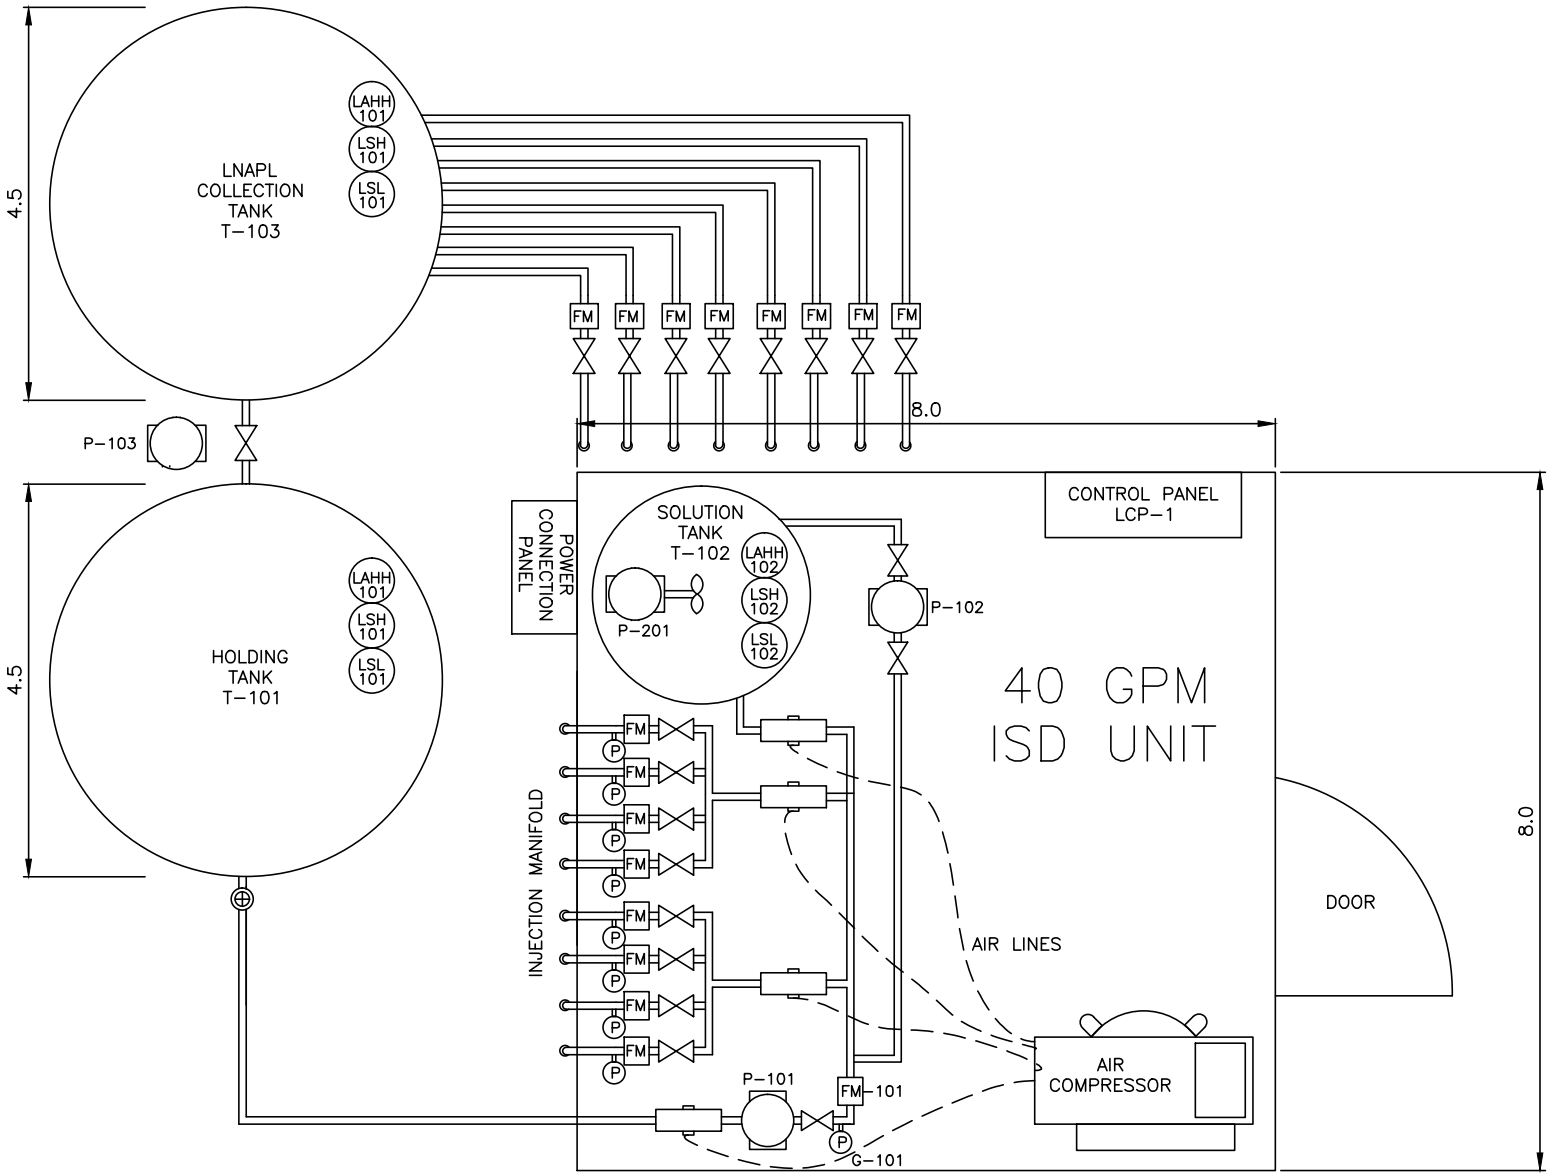 4.5
LNAPL
COLLECTION
TANK
T-103
LAHH
101
LSH
101
LSL
101
FM
FM
FM
FM
FM
FM
FM
FM
8.0
P-103
4.5
HOLDING
TANK
T-101
LAHH
101
LSH
101
LSL
101
POWER
CONNECTION
PANEL
SOLUTION
TANK
T-102
LAHH
102
LSH
102
LSL
102
P-201
P-102
CONTROL PANEL
LCP-1
40 GPM
ISD UNIT
8.0
DOOR
INJECTION MANIFOLD
FM
P
FM
P
FM
P
FM
P
FM
P
FM
P
FM
P
FM
P
AIR LINES
AIR
COMPRESSOR
P-101
FM-101
P
G-101